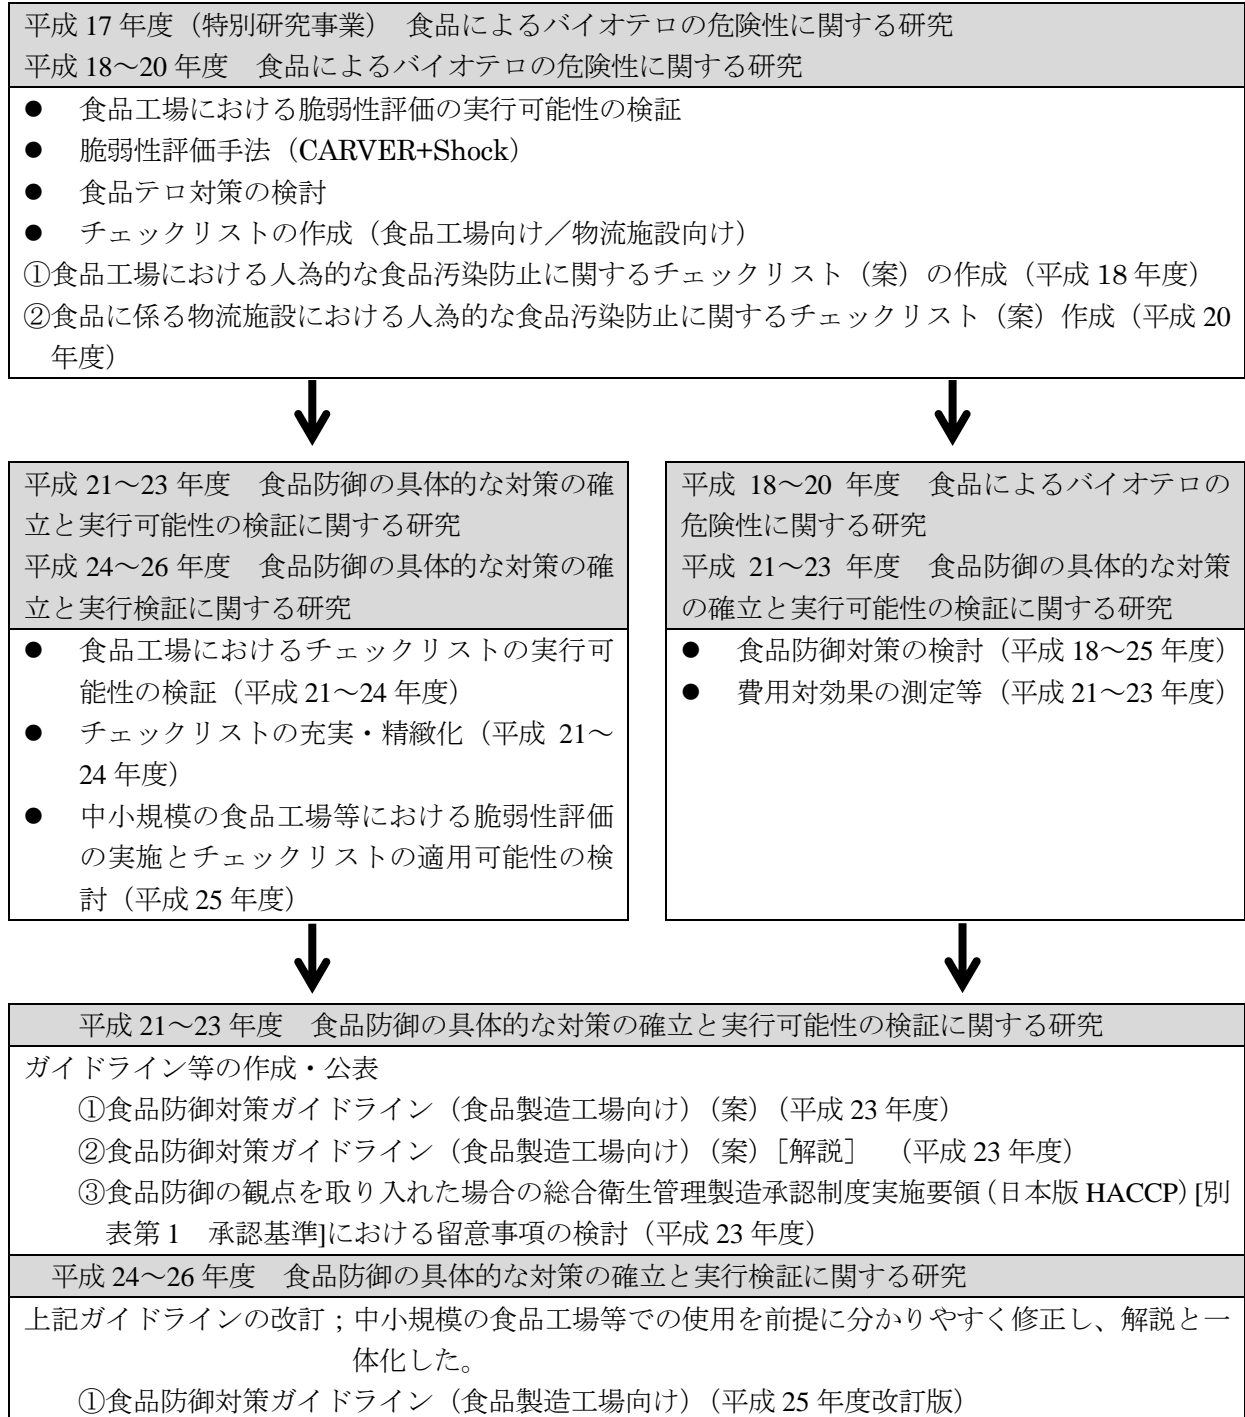 平成 17 年度（特別研究事業） 食品によるバイオテロの危険性に関する研究
平成 18～20 年度　食品によるバイオテロの危険性に関する研究
●　食品工場における脆弱性評価の実行可能性の検証
●　脆弱性評価手法（CARVER+Shock）
●　食品テロ対策の検討
●　チェックリストの作成（食品工場向け／物流施設向け）
①食品工場における人為的な食品汚染防止に関するチェックリスト（案）の作成（平成 18 年度）
②食品に係る物流施設における人為的な食品汚染防止に関するチェックリスト（案）作成（平成 20
年度）
平成 21～23 年度　食品防御の具体的な対策の確
立と実行可能性の検証に関する研究
平成 24～26 年度　食品防御の具体的な対策の確
立と実行検証に関する研究
●　食品工場におけるチェックリストの実行可
能性の検証（平成 21～24 年度）
●　チェックリストの充実・精緻化（平成 21～
24 年度）
●　中小規模の食品工場等における脆弱性評価
の実施とチェックリストの適用可能性の検
討（平成 25 年度）
平成 18～20 年度　食品によるバイオテロの
危険性に関する研究
平成 21～23 年度　食品防御の具体的な対策
の確立と実行可能性の検証に関する研究
●　食品防御対策の検討（平成 18～25 年度）
●　費用対効果の測定等（平成 21～23 年度）
平成 21～23 年度　食品防御の具体的な対策の確立と実行可能性の検証に関する研究
ガイドライン等の作成・公表
①食品防御対策ガイドライン（食品製造工場向け）（案）（平成 23 年度）
②食品防御対策ガイドライン（食品製造工場向け）（案）［解説］　（平成 23 年度）
③食品防御の観点を取り入れた場合の総合衛生管理製造承認制度実施要領（日本版 HACCP）[別
表第 1　承認基準]における留意事項の検討（平成 23 年度）
平成 24～26 年度　食品防御の具体的な対策の確立と実行検証に関する研究
上記ガイドラインの改訂；中小規模の食品工場等での使用を前提に分かりやすく修正し、解説と一
体化した。
①食品防御対策ガイドライン（食品製造工場向け）（平成 25 年度改訂版）